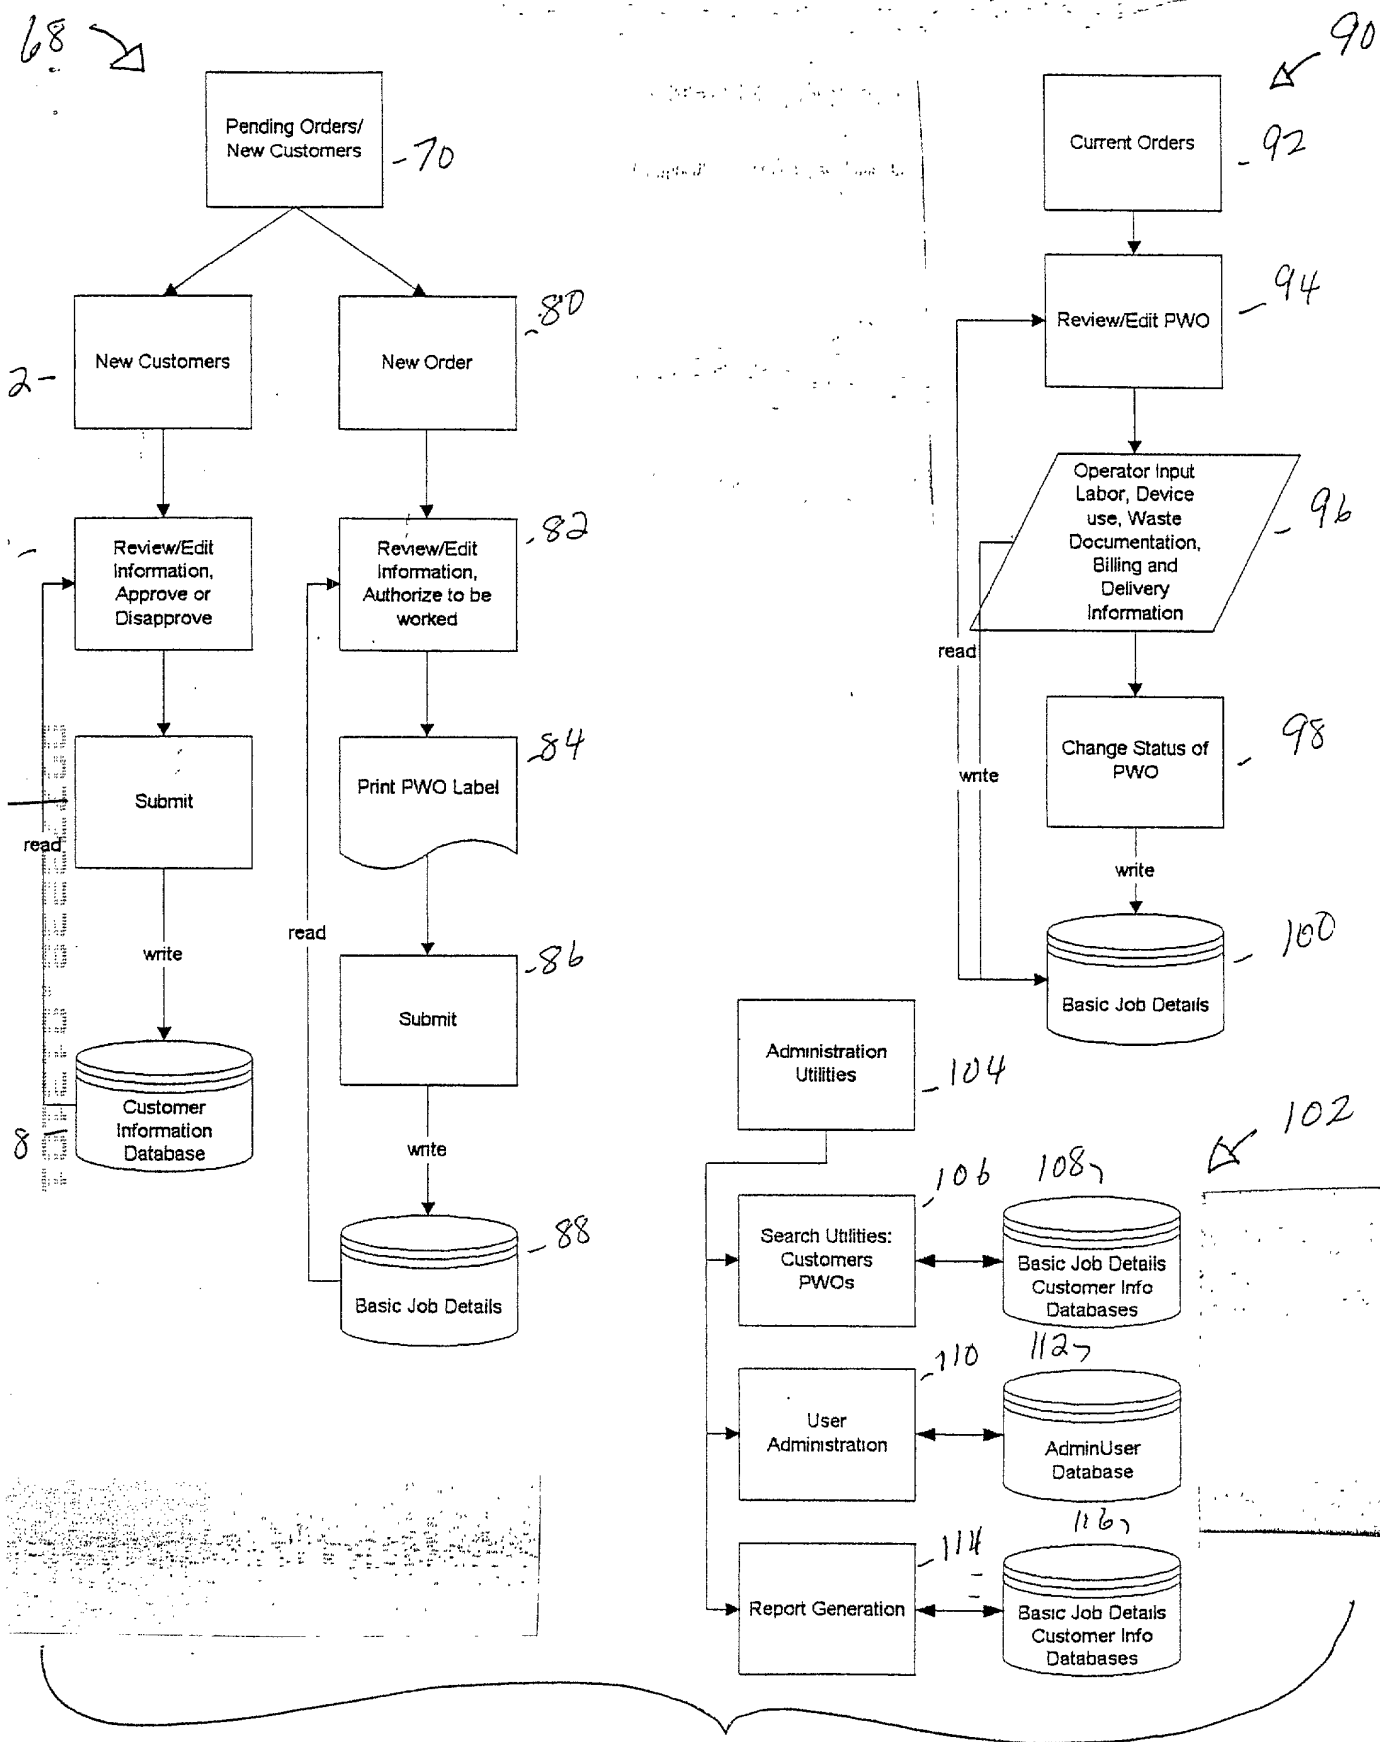 68
Pending Orders/
New Customers
70
New Customers
2
New Order
80
Review/Edit
Information,
Approve or
Disapprove
Review/Edit
Information,
Authorize to be
worked
82
Submit
read
write
Print PWO Label
84
Submit
86
read
write
Customer
Information
Database
8
Basic Job Details
88
90
Current Orders
92
Review/Edit PWO
94
Operator Input
Labor, Device
use, Waste
Documentation,
Billing and
Delivery
Information
96
read
write
Change Status of
PWO
98
write
Basic Job Details
100
Administration
Utilities
104
102
Search Utilities:
Customers
PWOs
106
108
Basic Job Details
Customer Info
Databases
User
Administration
110
112
AdminUser
Database
Report Generation
114
116
Basic Job Details
Customer Info
Databases